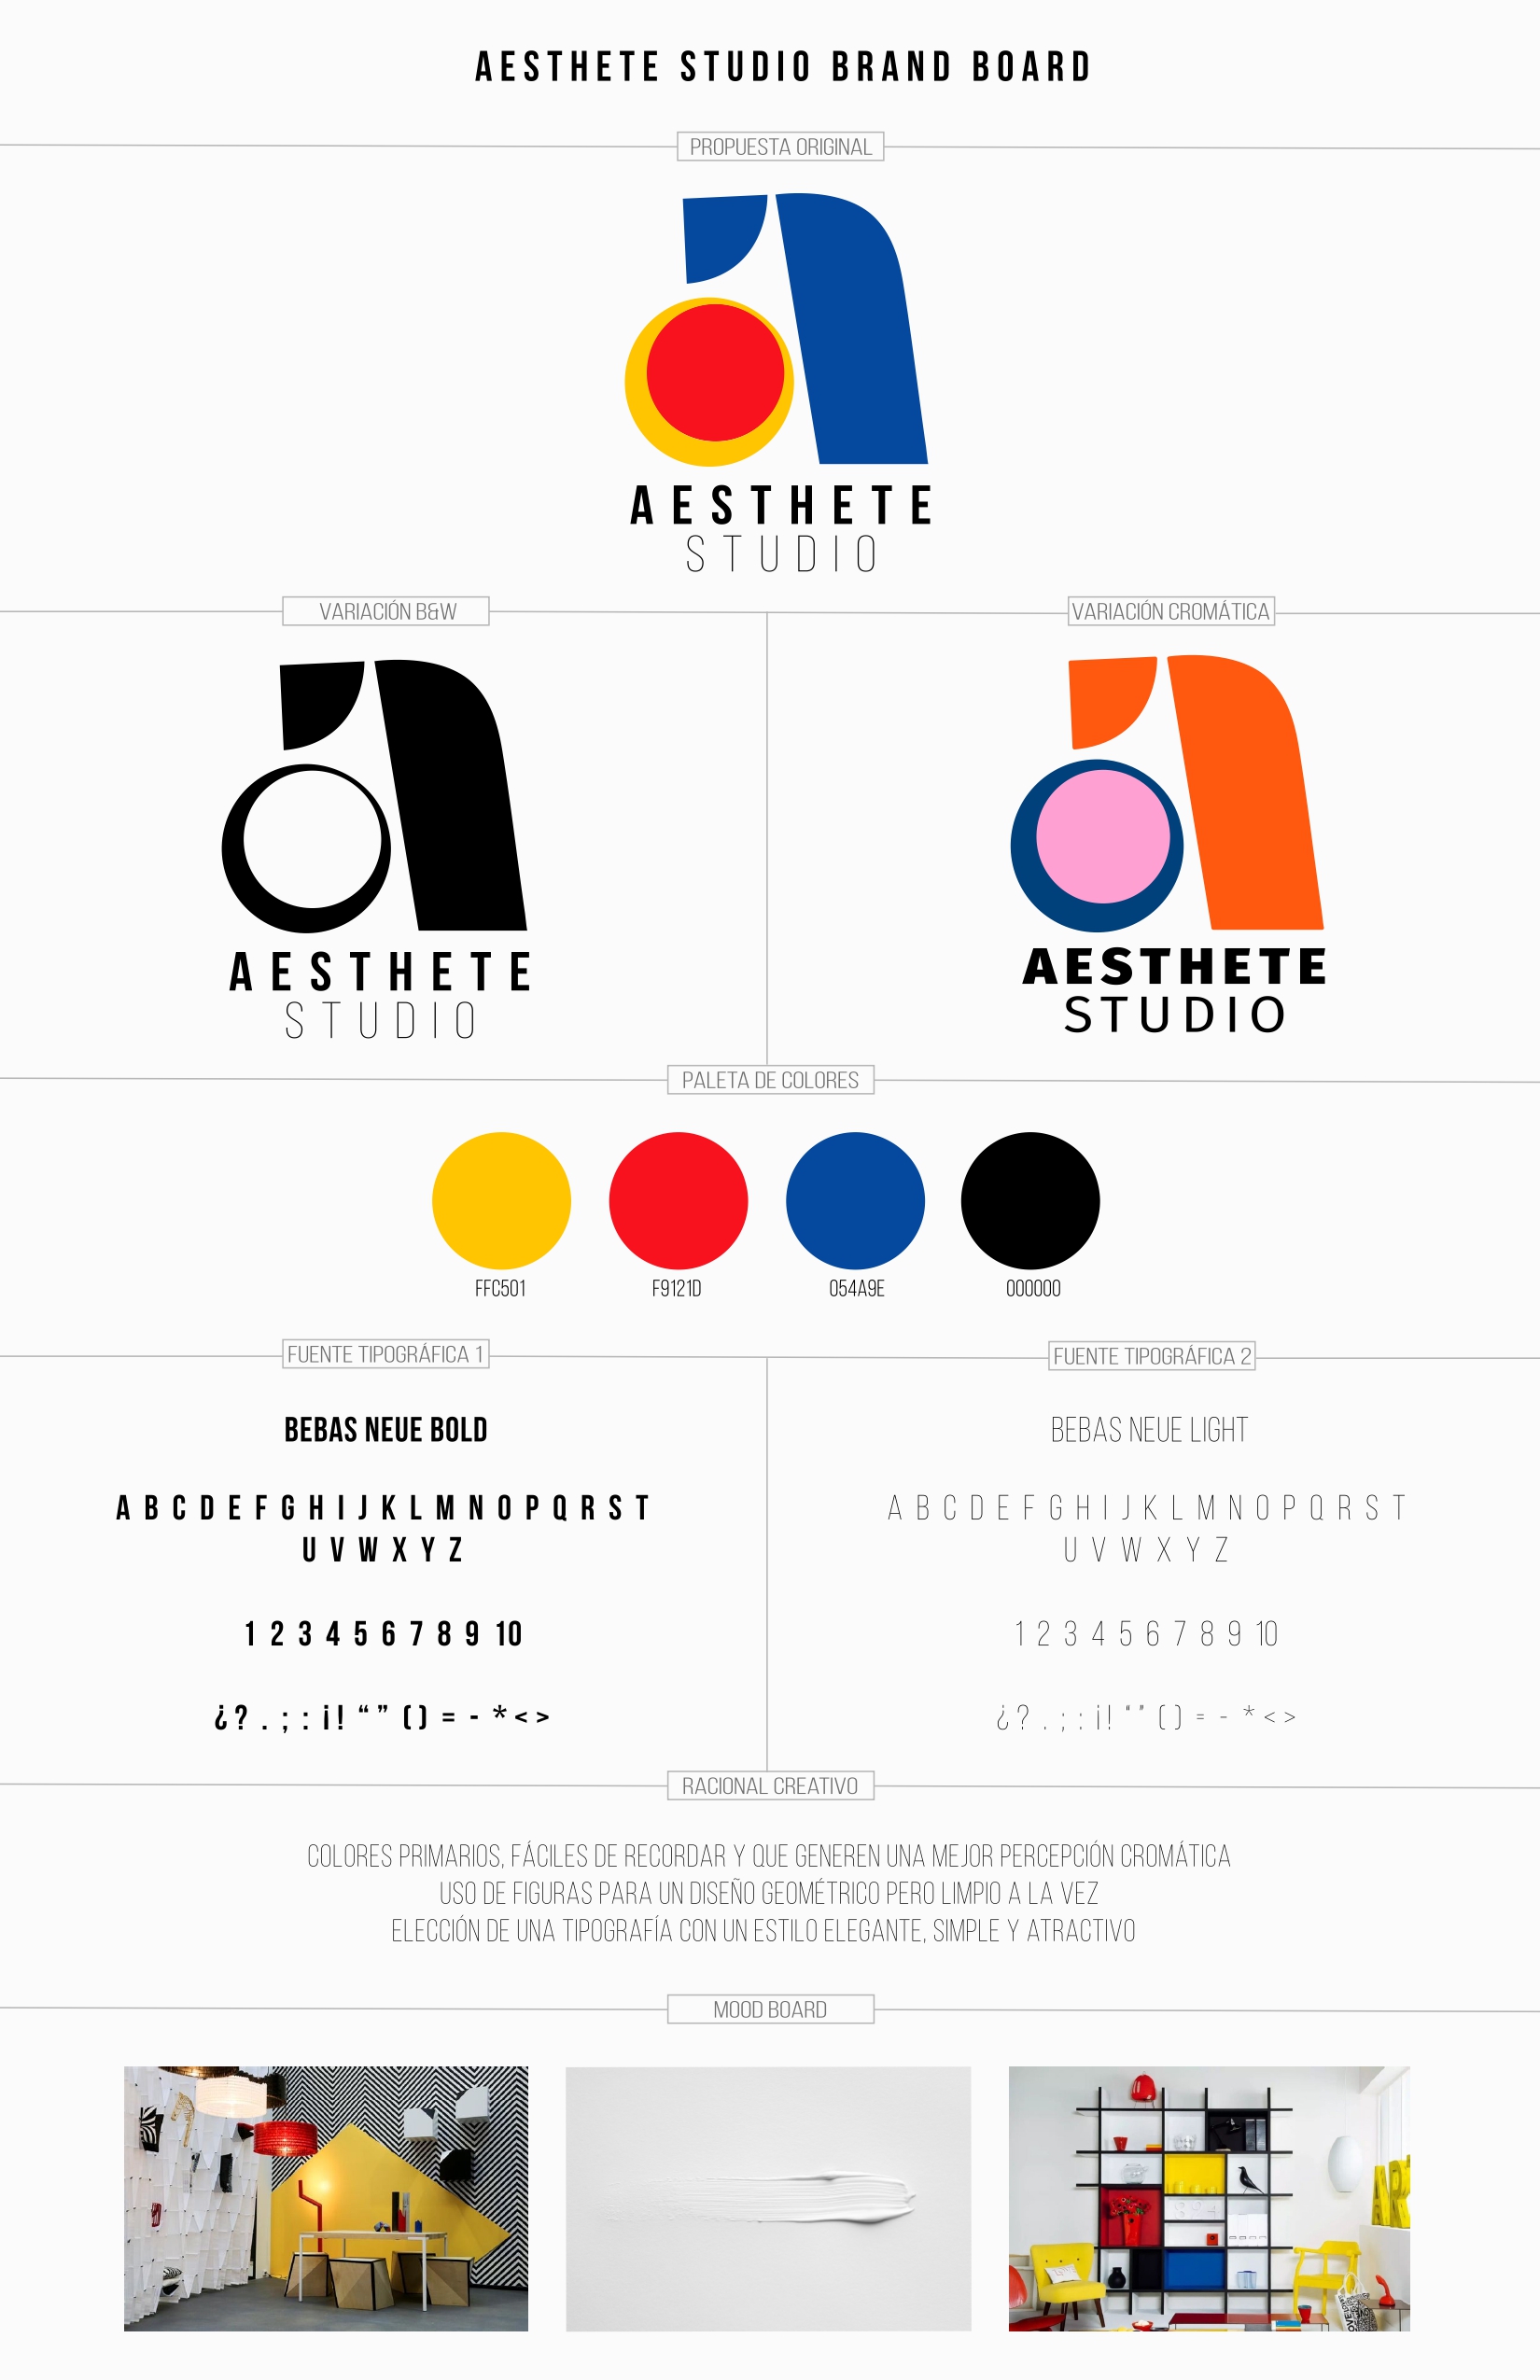 AESTHETE STUDIO BRAND BOARD
PROPUESTA ORIGINAL
AESTHETE
STUDIO
VARIACIÓN B&W
VARIACIÓN CROMÁTICA
AESTHETE
STUDIO
AESTHETE
STUDIO
PALETA DE COLORES
FFC501
F9121D
054A9E
000000
FUENTE TIPOGRÁFICA 1
FUENTE TIPOGRÁFICA 2
BEBAS NEUE BOLD
A B C D E F G H I J K L M N O P Q R S T
U V W X Y Z
1 2 3 4 5 6 7 8 9 10
¿? . ; : ¡! “ ” () = - * < >
BEBAS NEUE LIGHT
A B C D E F G H I J K L M N O P Q R S T
U V W X Y Z
1 2 3 4 5 6 7 8 9 10
¿? . ; : ¡! “ ” () = - * < >
RACIONAL CREATIVO
COLORES PRIMARIOS, FÁCILES DE RECORDAR Y QUE GENEREN UNA MEJOR PERCEPCIÓN CROMÁTICA
USO DE FIGURAS PARA UN DISEÑO GEOMÉTRICO PERO LIMPIO A LA VEZ
ELECCIÓN DE UNA TIPOGRAFÍA CON UN ESTILO ELEGANTE, SIMPLE Y ATRACTIVO
MOOD BOARD